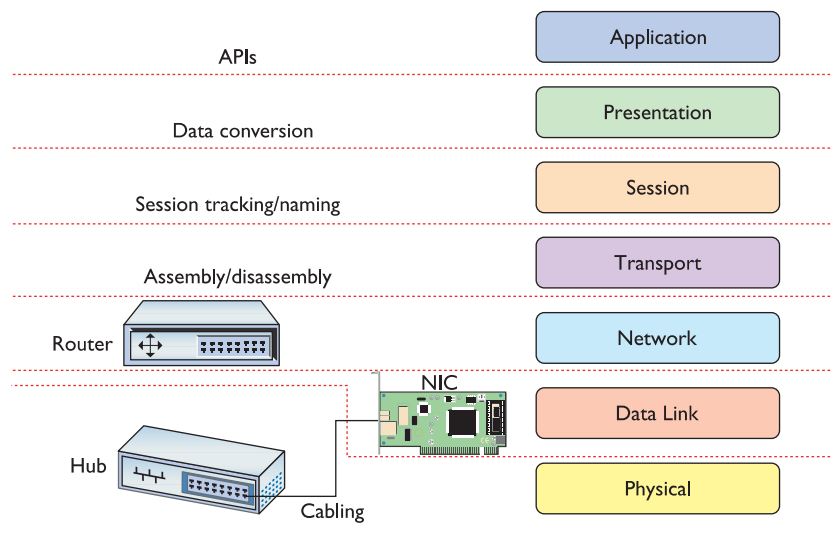 Application
APIs
Presentation
Data conversion
Session
Session tracking/naming
Transport
Assembly/disassembly
Router
Network
NIC
Data Link
Hub
Physical
Cabling